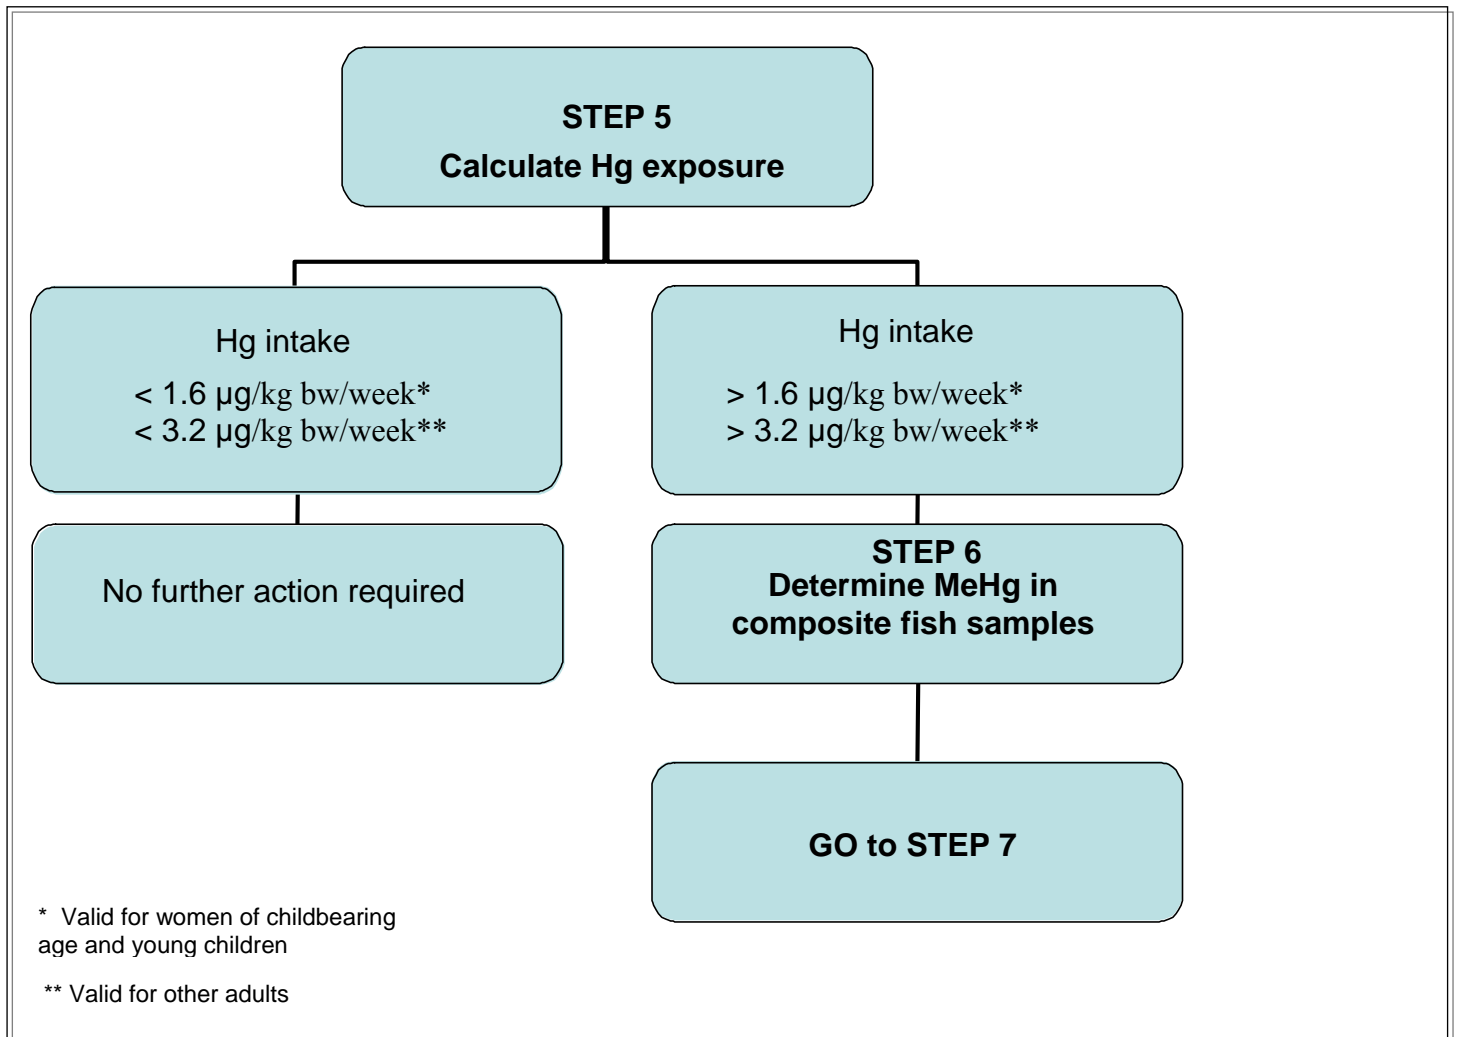 STEP 5
Calculate Hg exposure
Hg intake
< 1.6 µg/kg bw/week*
< 3.2 µg/kg bw/week**
Hg intake
> 1.6 µg/kg bw/week*
> 3.2 µg/kg bw/week**
No further action required
STEP 6
Determine MeHg in
composite fish samples
GO to STEP 7
* Valid for women of childbearing
age and young children
** Valid for other adults